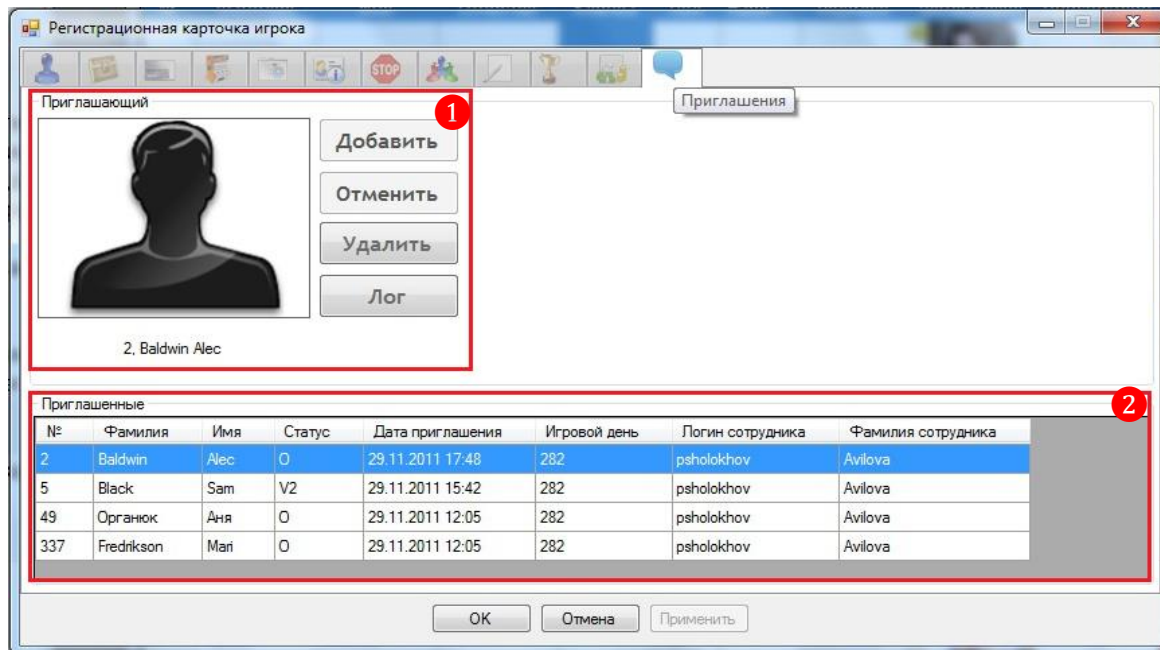 Регистрационная карточка игрока
STOP
Приглашения
Приглашающий
1
Добавить
Отменить
Удалить
Лог
2, Baldwin Alec
Приглашенные
2
№ Фамилия Имя Статус Дата приглашения Игровой день Логин сотрудника Фамилия сотрудника
2 Baldwin Alec O 29.11.2011 17:48 282 psholokhov Avilova
5 Black Sam V2 29.11.2011 15:42 282 psholokhov Avilova
49 Органюк Аня O 29.11.2011 12:05 282 psholokhov Avilova
337 Fredrikson Mari O 29.11.2011 12:05 282 psholokhov Avilova
OK Отмена Применить